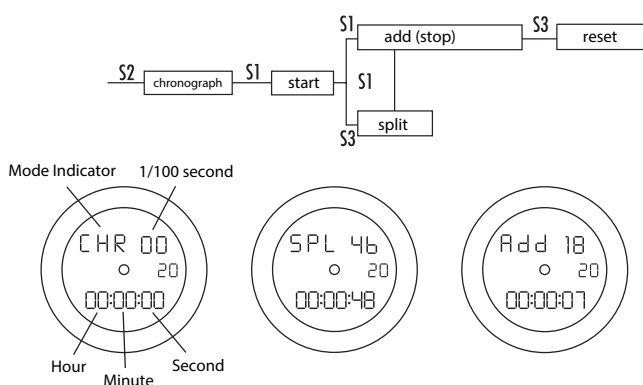 S1
add (stop)
S3
reset
S2
chronograph
S1
start
S1
S3
split
Mode Indicator
1/100 second
CHR 00
20
00:00:00
Hour
Minute
Second
SPL 46
20
00:00:48
Add 18
20
00:00:07